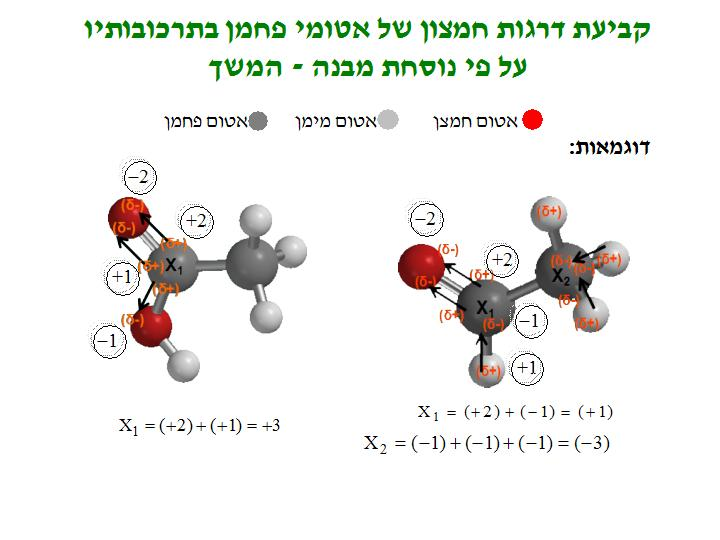 קביעת דרגות חמצון של אטומי פחמן בתרכובותיו
על פי נוסחת מבנה - המשך
אטום חמצן
אטום מימן
אטום פחמן
דוגמאות:
−2
(δ-)
(δ-)
+2
(δ+)
(δ+)
X1
+1
(δ+)
(δ-)
−1
(δ+)
−2
(δ-)
+2
(δ-)
(δ+)
(δ-)
(δ-)
(δ+)
X2
(δ-)
(δ+)
X1
(δ-)
−1
(δ+)
(δ+)
+1
X1 = (+2) + (−1) = (+1)
X1 = (+2) + (+1) = +3
X2 = (−1) + (−1) + (−1) = (−3)